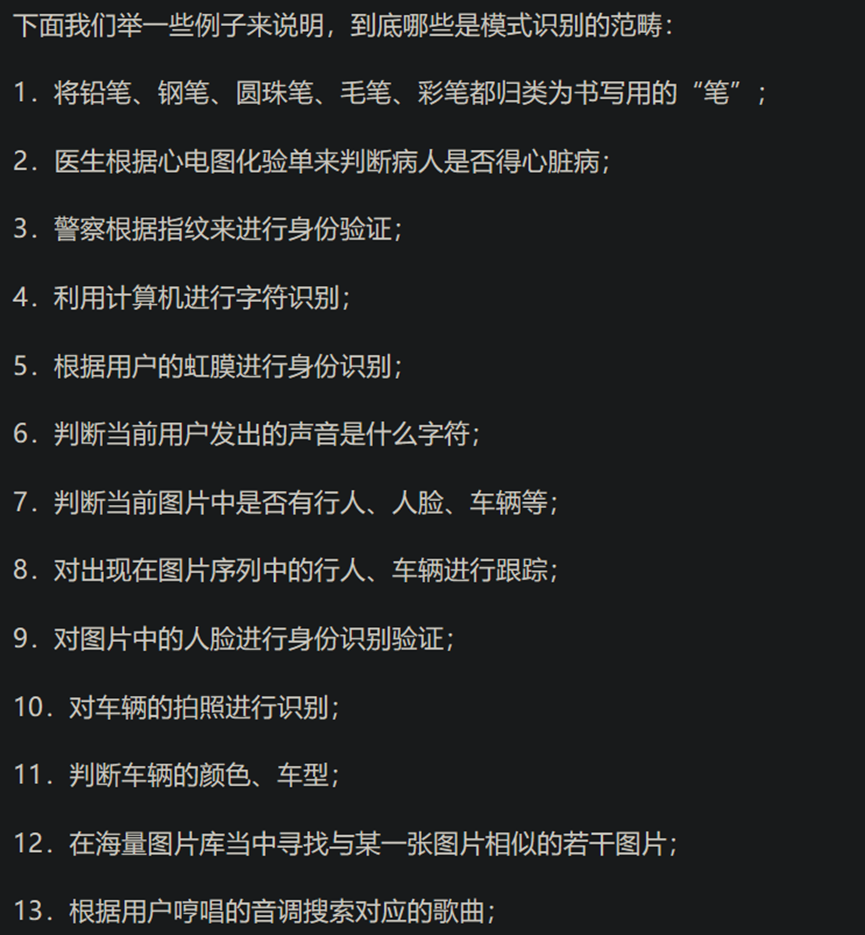 下面我们举一些例子来说明，到底哪些是模式识别的范畴：
1．将铅笔、钢笔、圆珠笔、毛笔、彩笔都归类为书写用的“笔”；
2．医生根据心电图化验单来判断病人是否得心脏病；
3．警察根据指纹来进行身份验证；
4．利用计算机进行字符识别；
5．根据用户的虹膜进行身份识别；
6．判断当前用户发出的声音是什么字符；
7．判断当前图片中是否有行人、人脸、车辆等；
8．对出现在图片序列中的行人、车辆进行跟踪；
9．对图片中的人脸进行身份识别验证；
10．对车辆的拍照进行识别；
11．判断车辆的颜色、车型；
12．在海量图片库当中寻找与某一张图片相似的若干图片；
13．根据用户哼唱的音调搜索对应的歌曲；